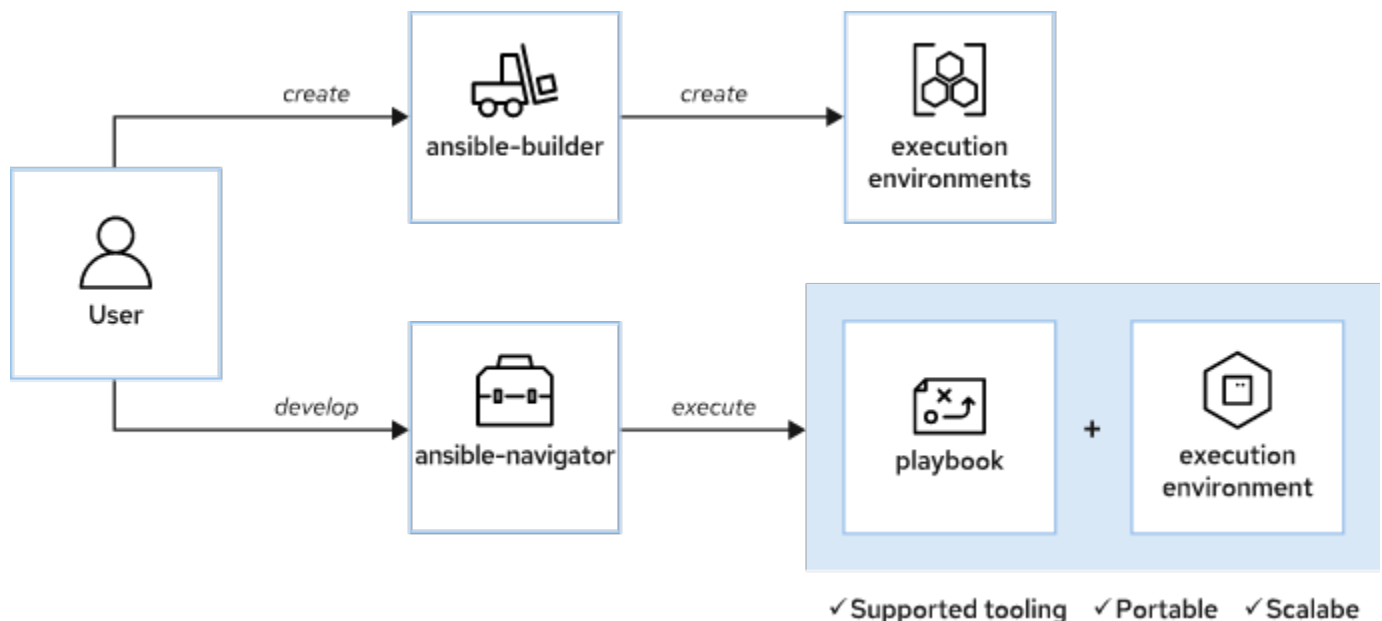 create
create
ansible-builder
execution
environments
User
develop
execute
ansible-navigator
playbook
+
execution
environment
✓Supported tooling ✓Portable ✓Scalabe